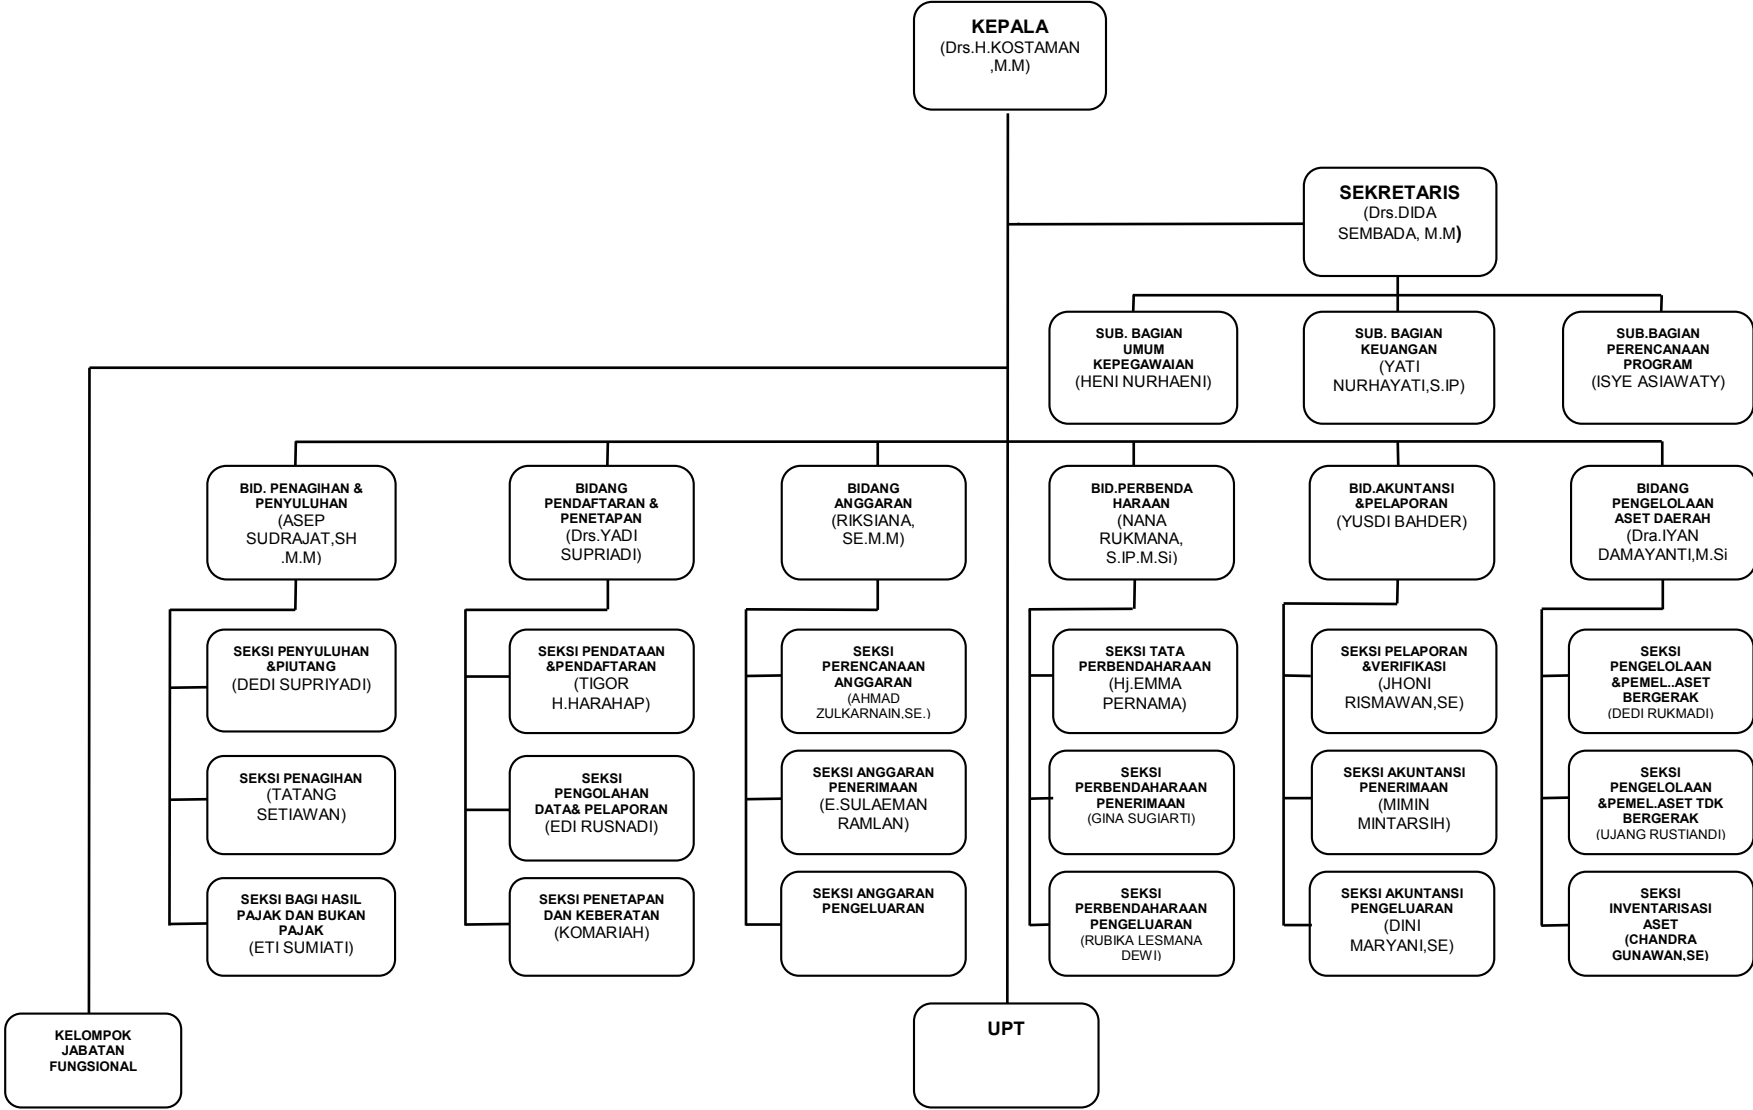 KEPALA
(Drs.H.KOSTAMAN
,M.M)
SEKRETARIS
(Drs.DIDA
SEMBADA, M.M)
SUB. BAGIAN
UMUM
KEPEGAWAIAN
(HENI NURHAENI)
SUB. BAGIAN
KEUANGAN
(YATI
NURHAYATI,S.IP)
SUB.BAGIAN
PERENCANAAN
PROGRAM
(ISYE ASIAWATY)
BID. PENAGIHAN &
PENYULUHAN
(ASEP
SUDRAJAT,SH
.M.M)
BIDANG
PENDAFTARAN &
PENETAPAN
(Drs.YADI
SUPRIADI)
BIDANG
ANGGARAN
(RIKSIANA,
SE.M.M)
BID.PERBENDA
HARAAN
(NANA
RUKMANA,
S.IP.M.Si)
BID.AKUNTANSI
&PELAPORAN
(YUSDI BAHDER)
BIDANG
PENGELOLAAN
ASET DAERAH
(Dra.IYAN
DAMAYANTI,M.Si
SEKSI PENYULUHAN
&PIUTANG
(DEDI SUPRIYADI)
SEKSI PENDATAAN
&PENDAFTARAN
(TIGOR
H.HARAHAP)
SEKSI
PERENCANAAN
ANGGARAN
(AHMAD
ZULKARNAIN,SE.)
SEKSI TATA
PERBENDAHARAAN
(Hj.EMMA
PERNAMA)
SEKSI PELAPORAN
&VERIFIKASI
(JHONI
RISMAWAN,SE)
SEKSI
PENGELOLAAN
&PEMEL..ASET
BERGERAK
(DEDI RUKMADI)
SEKSI PENAGIHAN
(TATANG
SETIAWAN)
SEKSI
PENGOLAHAN
DATA& PELAPORAN
(EDI RUSNADI)
SEKSI ANGGARAN
PENERIMAAN
(E.SULAEMAN
RAMLAN)
SEKSI
PERBENDAHARAAN
PENERIMAAN
(GINA SUGIARTI)
SEKSI AKUNTANSI
PENERIMAAN
(MIMIN
MINTARSIH)
SEKSI
PENGELOLAAN
&PEMEL.ASET TDK
BERGERAK
(UJANG RUSTIANDI)
SEKSI BAGI HASIL
PAJAK DAN BUKAN
PAJAK
(ETI SUMIATI)
SEKSI PENETAPAN
DAN KEBERATAN
(KOMARIAH)
SEKSI ANGGARAN
PENGELUARAN
SEKSI
PERBENDAHARAAN
PENGELUARAN
(RUBIKA LESMANA
DEWI)
SEKSI AKUNTANSI
PENGELUARAN
(DINI
MARYANI,SE)
SEKSI
INVENTARISASI
ASET
(CHANDRA
GUNAWAN,SE)
KELOMPOK
JABATAN
FUNGSIONAL
UPT